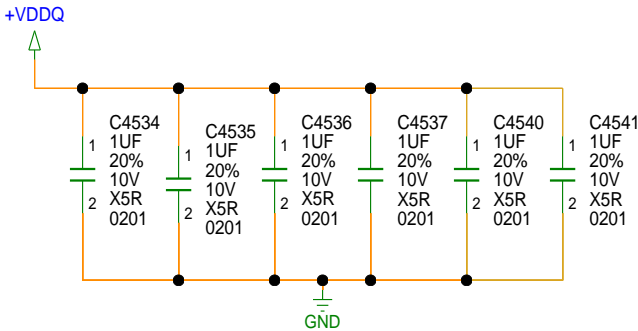 +VDDQ
C4534
1UF
20%
10V
X5R
0201
1
2
C4535
1UF
20%
10V
X5R
0201
1
2
C4536
1UF
20%
10V
X5R
0201
1
2
C4537
1UF
20%
10V
X5R
0201
C4540
1UF
20%
10V
X5R
0201
1
2
C4541
1UF
20%
10V
X5R
0201
1
2
GND